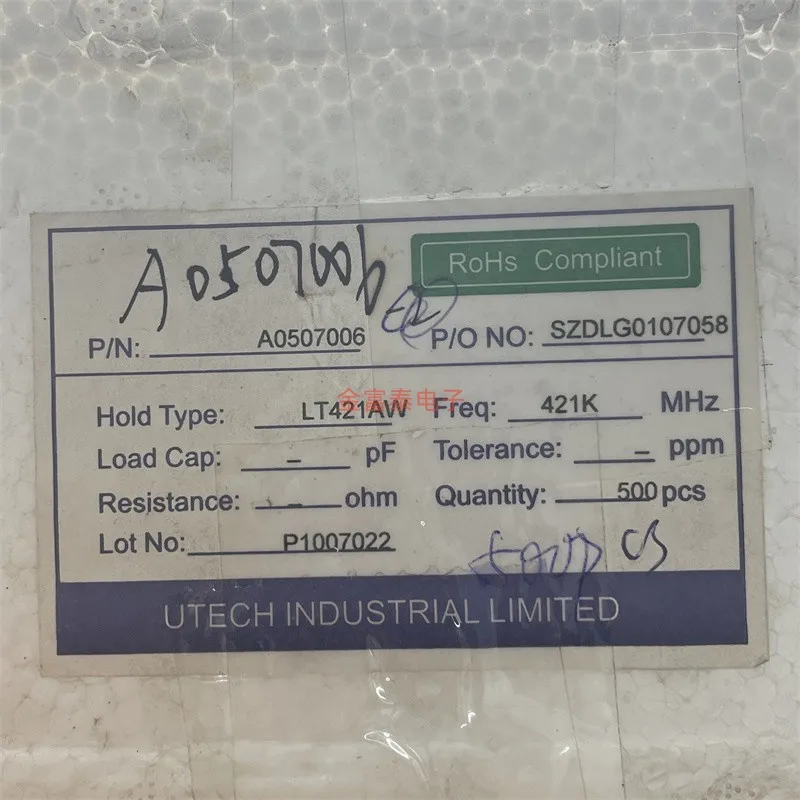 A0507006
RoHs Compliant
P/N: A0507006
P/O NO: SZDLG0107058
Hold Type: LT421AW Freq: 421K MHz
金富泰电子
Load Cap: – pF Tolerance: – ppm
Resistance: – ohm Quantity: 500 pcs
Lot No: P1007022
500pcs
UTECH INDUSTRIAL LIMITED